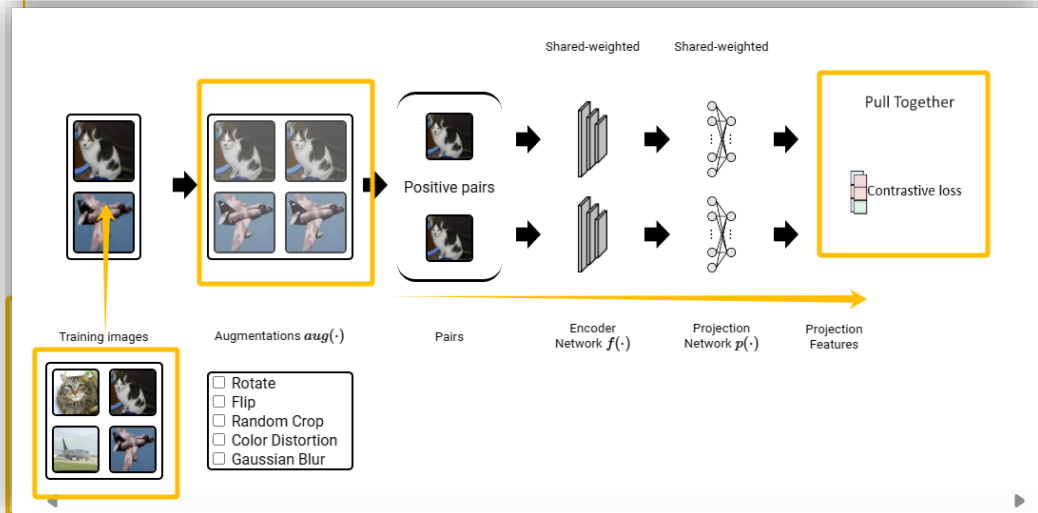 Shared-weighted
Shared-weighted
Pull Together
Positive pairs
Contrastive loss
Training images
Augmentations aug(·)
Pairs
Encoder
Network f(·)
Projection
Network p(·)
Projection
Features
Rotate
Flip
Random Crop
Color Distortion
Gaussian Blur